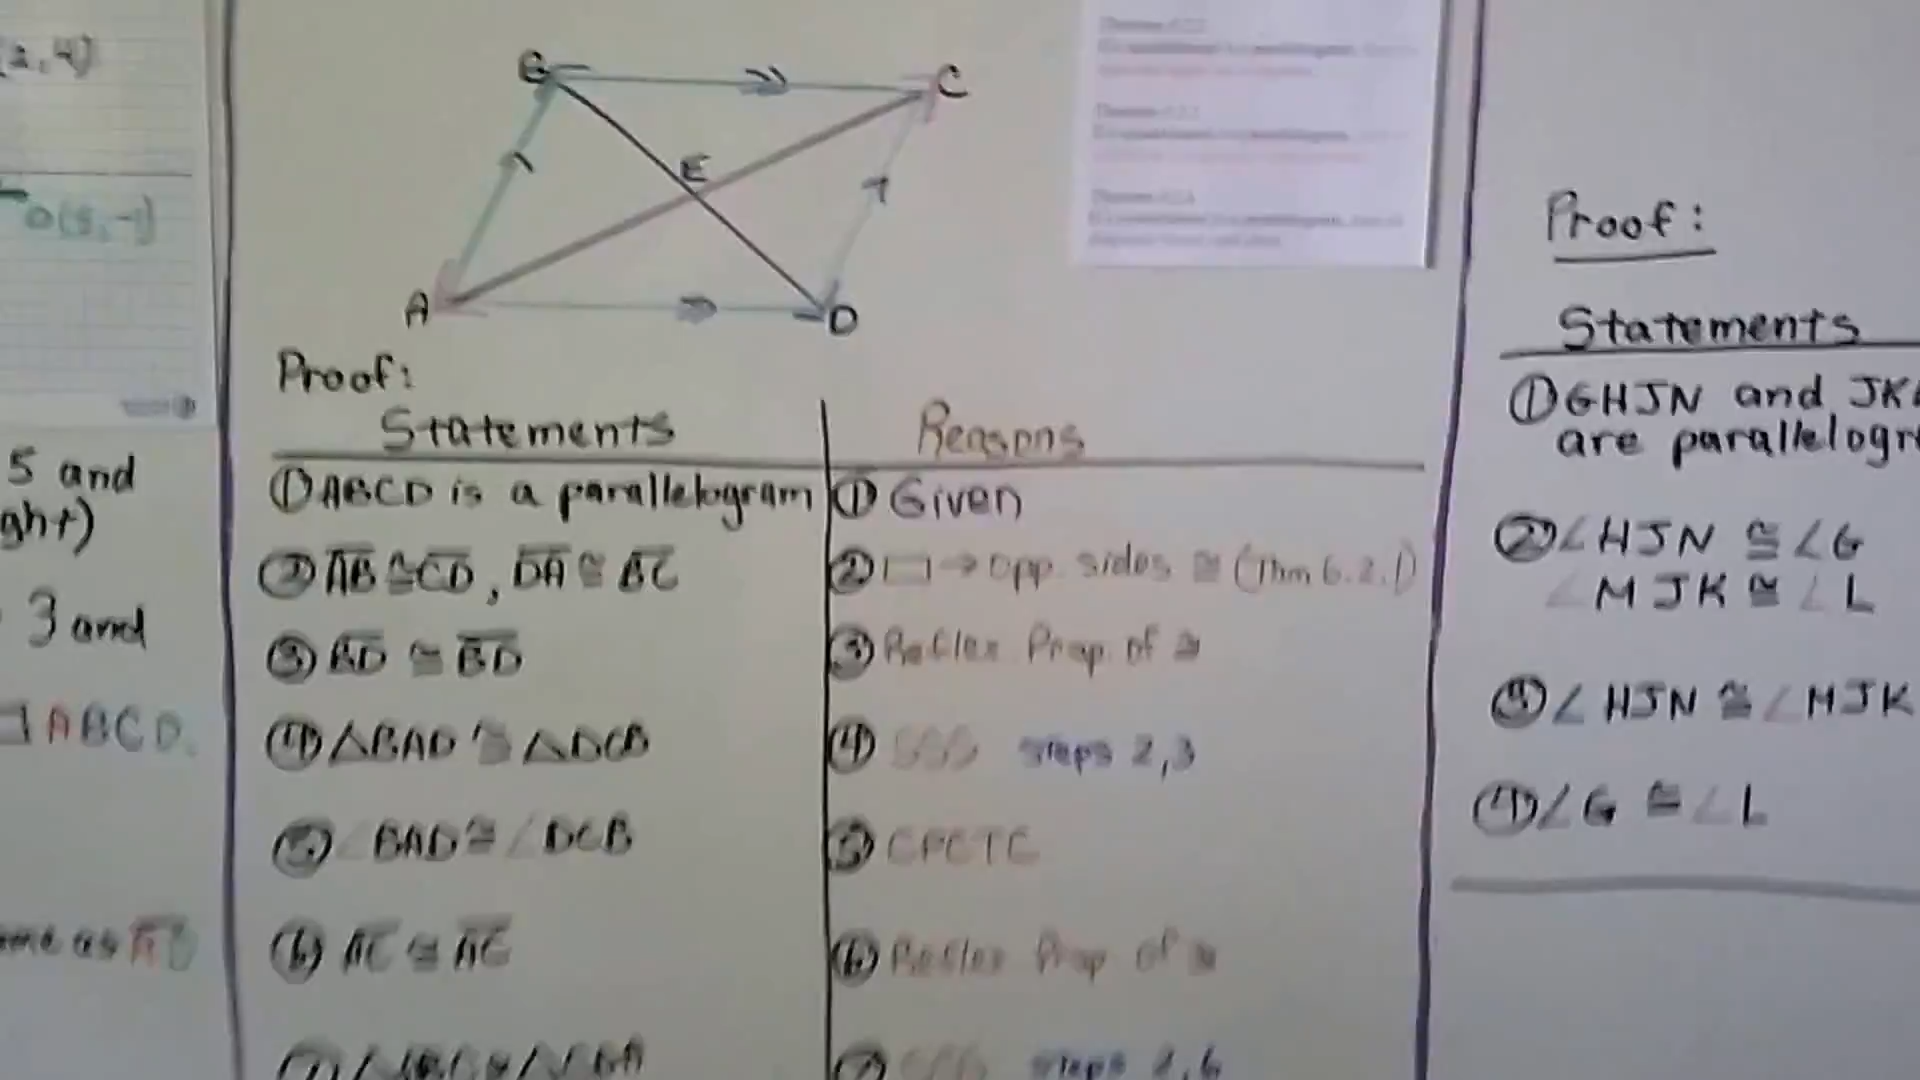 (2,4)
D(5,-1)
5 and
ght)
3 and
ABCD.
as
B
C
E
A
D
Proof:
Statements
Reasons
① ABCD is a parallelogram
① Given
② AB ≅ CD, DA ≅ BC
② ▱ → opp. sides ≅ (Thm 6.2.1)
③ BD ≅ BD
③ Reflex. Prop. of ≅
④ △BAD ≅ △DCB
④ SSS steps 2,3
⑤ ∠BAD ≅ ∠DCB
⑤ CPCTC
⑥ AC ≅ AC
⑥ Reflex Prop of ≅
⑦
⑦ SSS steps 2,6
Proof:
Statements
① GHJN and JK
are parallelogr
② ∠HJN ≅ ∠G
∠MJK ≅ ∠L
③ ∠HJN ≅ ∠MJK
④ ∠G ≅ ∠L